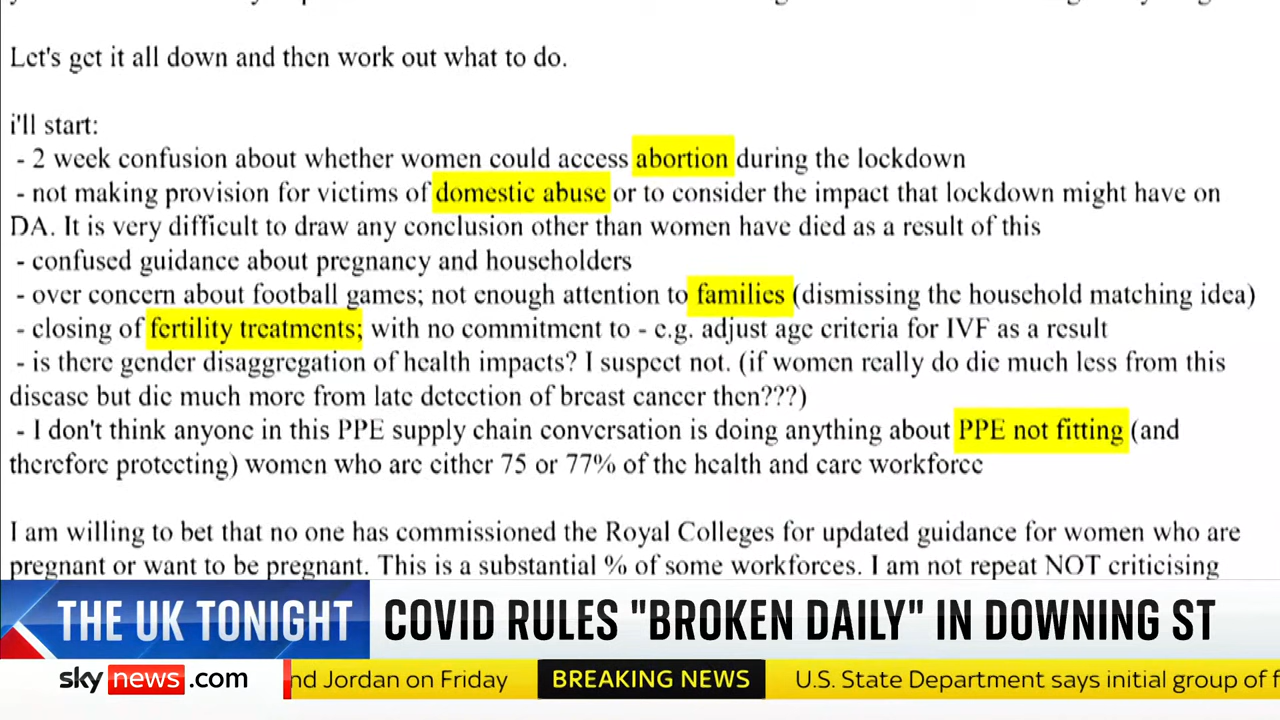 Let's get it all down and then work out what to do.
i'll start:
- 2 week confusion about whether women could access abortion during the lockdown
- not making provision for victims of domestic abuse or to consider the impact that lockdown might have on
DA. It is very difficult to draw any conclusion other than women have died as a result of this
- confused guidance about pregnancy and householders
- over concern about football games; not enough attention to families (dismissing the household matching idea)
- closing of fertility treatments; with no commitment to - e.g. adjust age criteria for IVF as a result
- is there gender disaggregation of health impacts? I suspect not. (if women really do die much less from this
disease but die much more from late detection of breast cancer then???)
- I don't think anyone in this PPE supply chain conversation is doing anything about PPE not fitting (and
therefore protecting) women who are either 75 or 77% of the health and care workforce
I am willing to bet that no one has commissioned the Royal Colleges for updated guidance for women who are
pregnant or want to be pregnant. This is a substantial % of some workforces. I am not repeat NOT criticising
THE UK TONIGHT COVID RULES "BROKEN DAILY" IN DOWNING ST
sky news .com nd Jordan on Friday BREAKING NEWS U.S. State Department says initial group of f